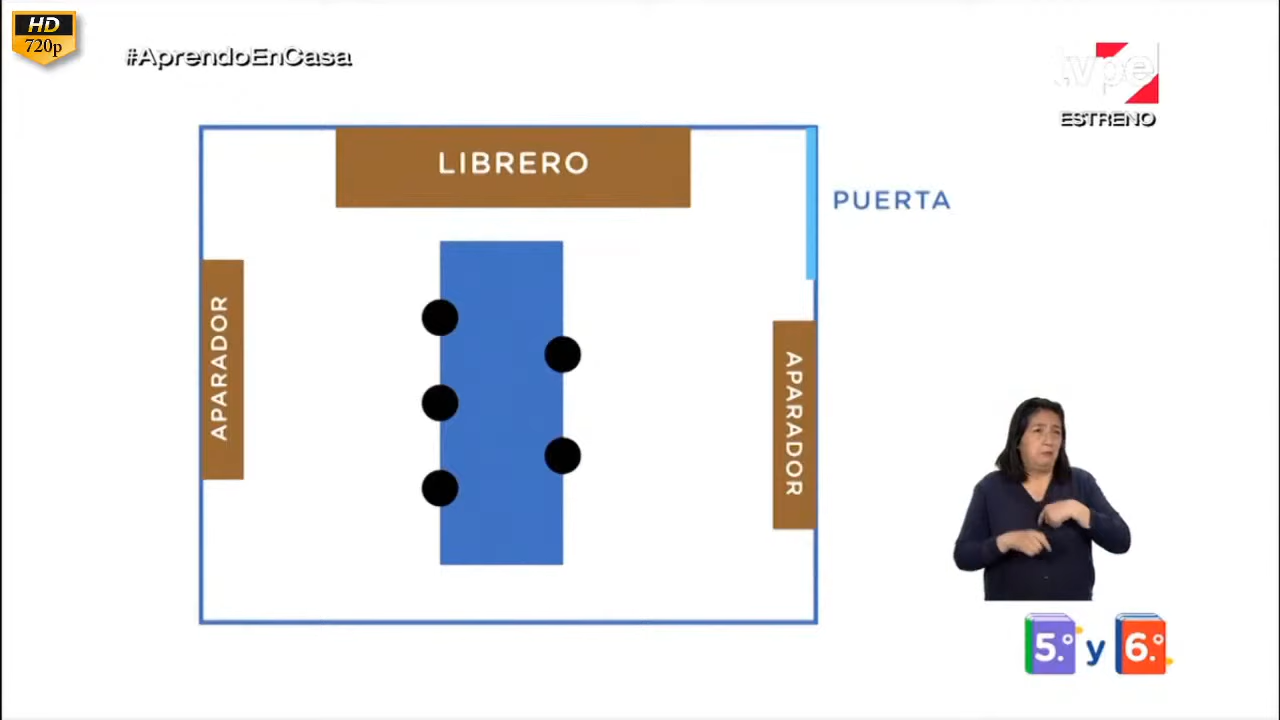 HD
720p
#AprendoEnCasa
tvpe
ESTRENO
LIBRERO
PUERTA
APARADOR
APARADOR
5.° y 6.°